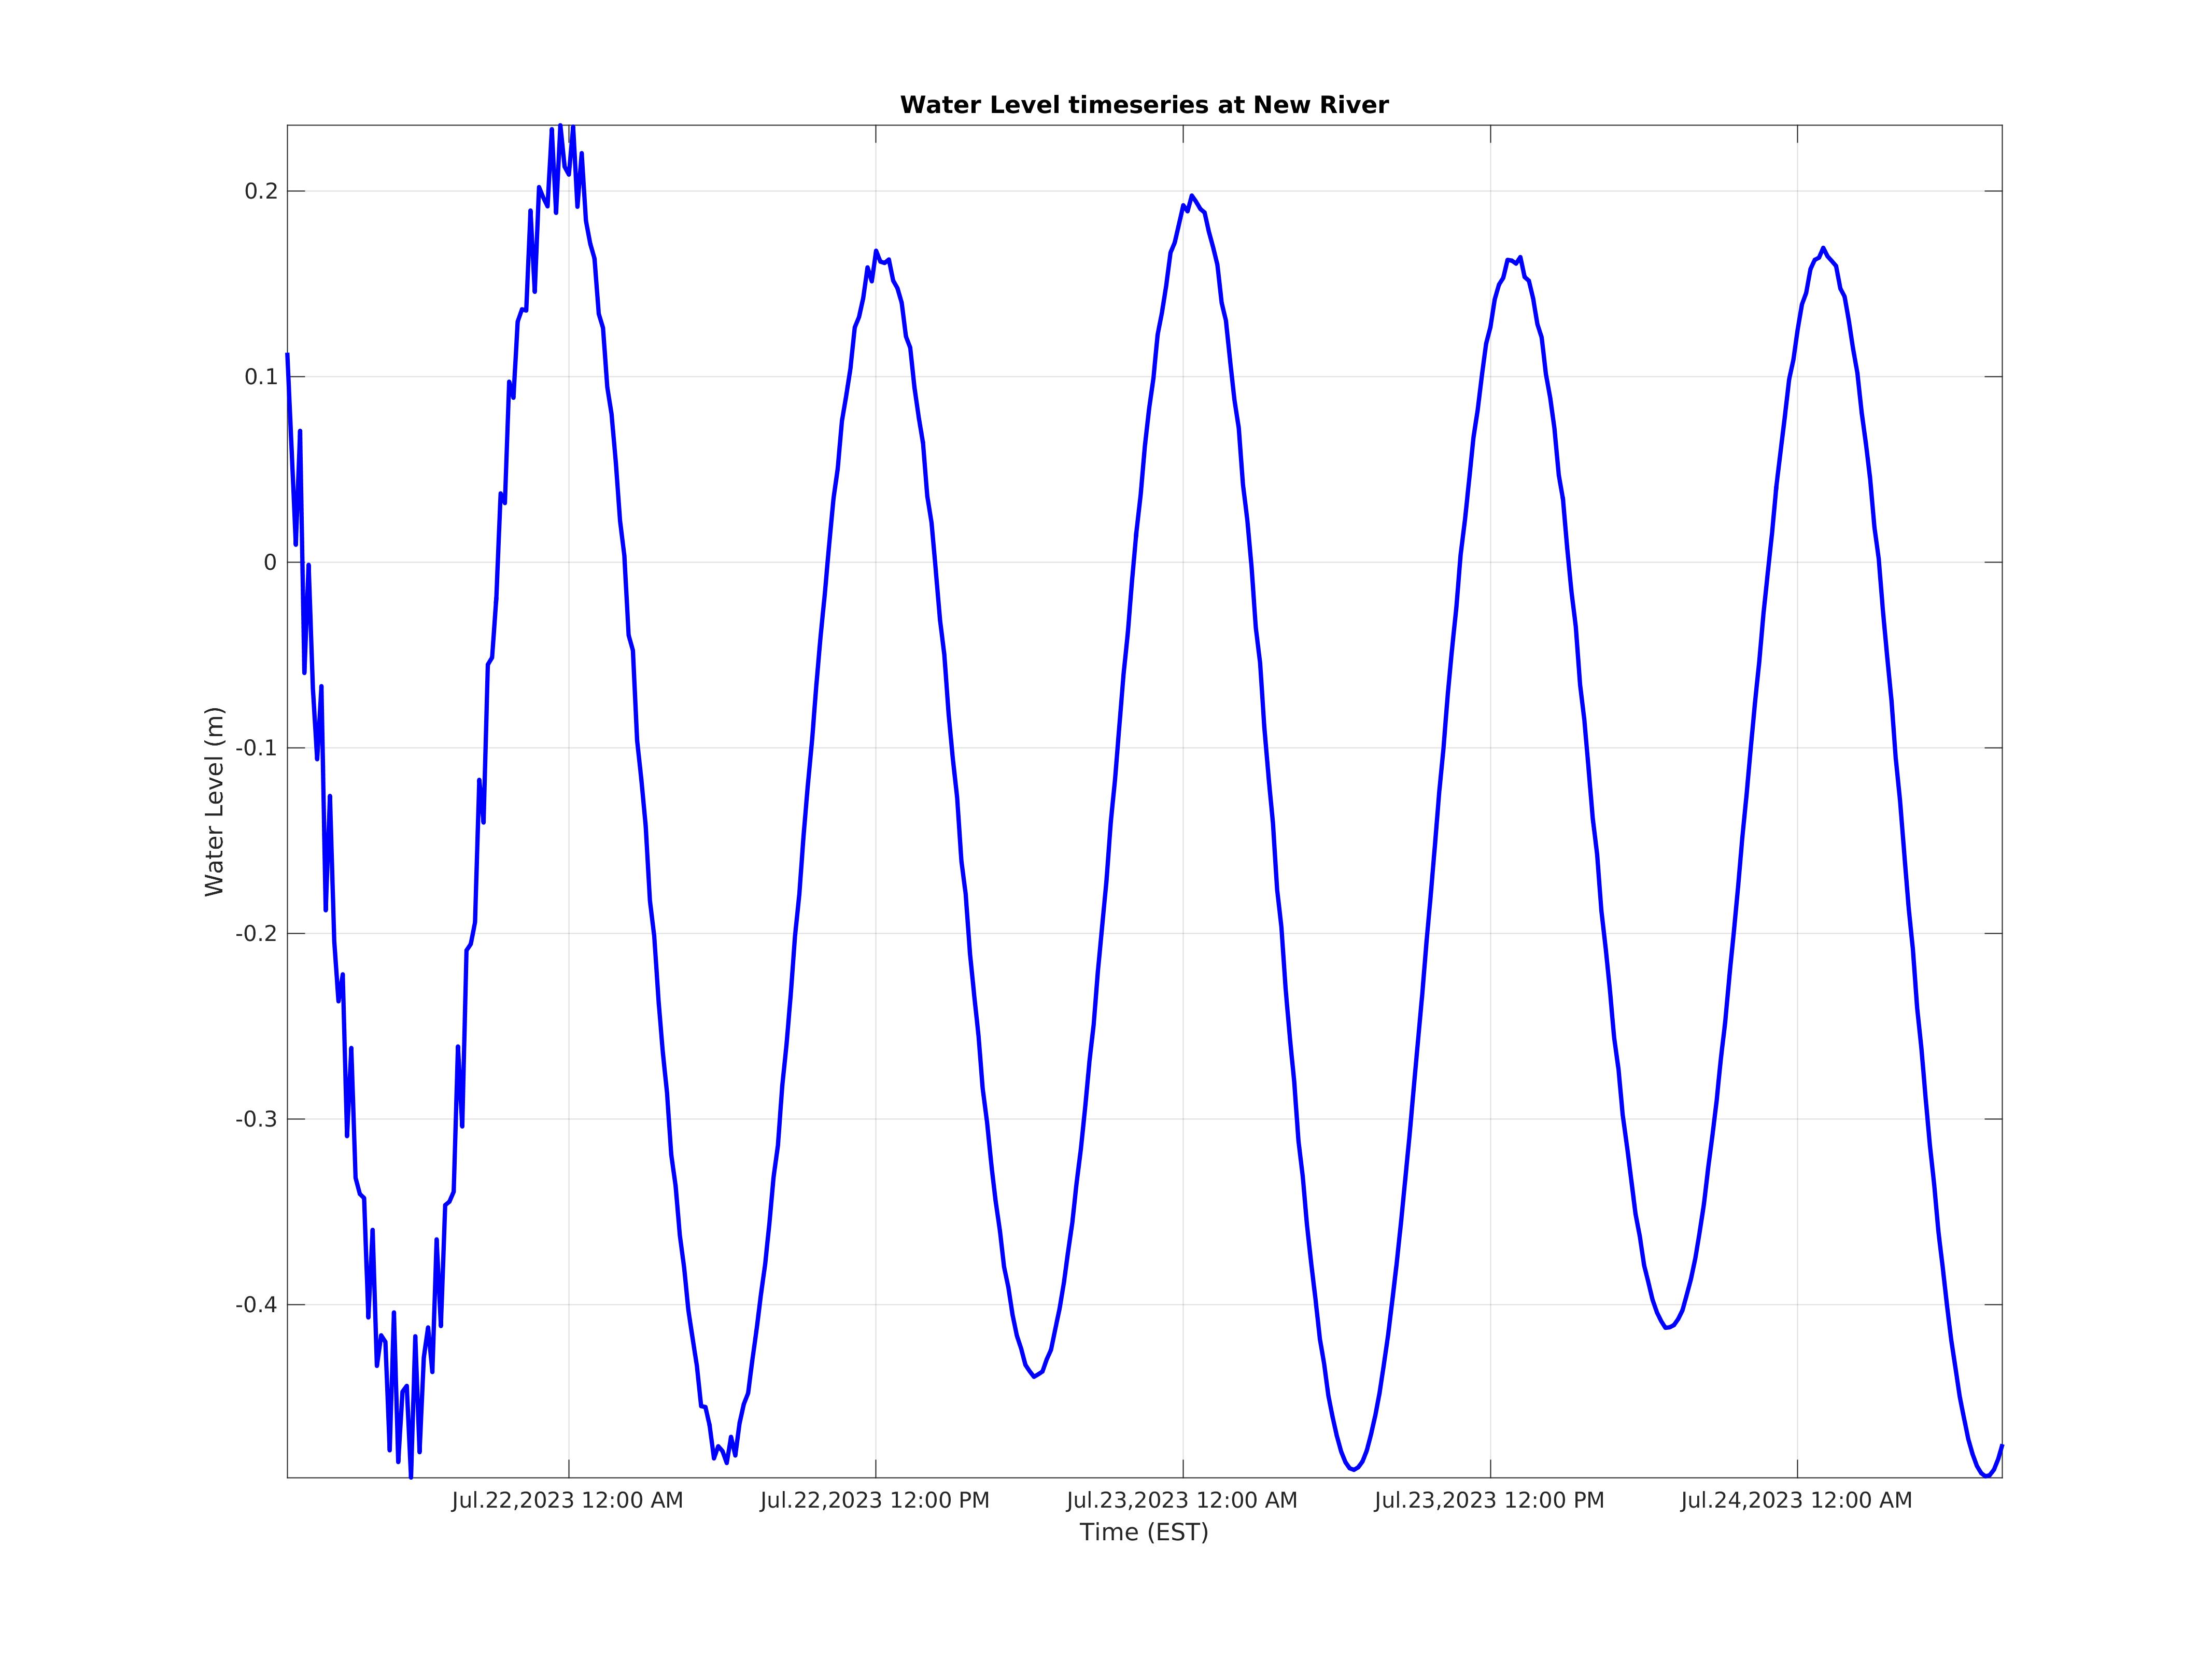 Water Level timeseries at New River
0.2
0.1
0
-0.1
-0.2
-0.3
-0.4
Water Level (m)
Jul.22,2023 12:00 AM
Jul.22,2023 12:00 PM
Jul.23,2023 12:00 AM
Jul.23,2023 12:00 PM
Jul.24,2023 12:00 AM
Time (EST)